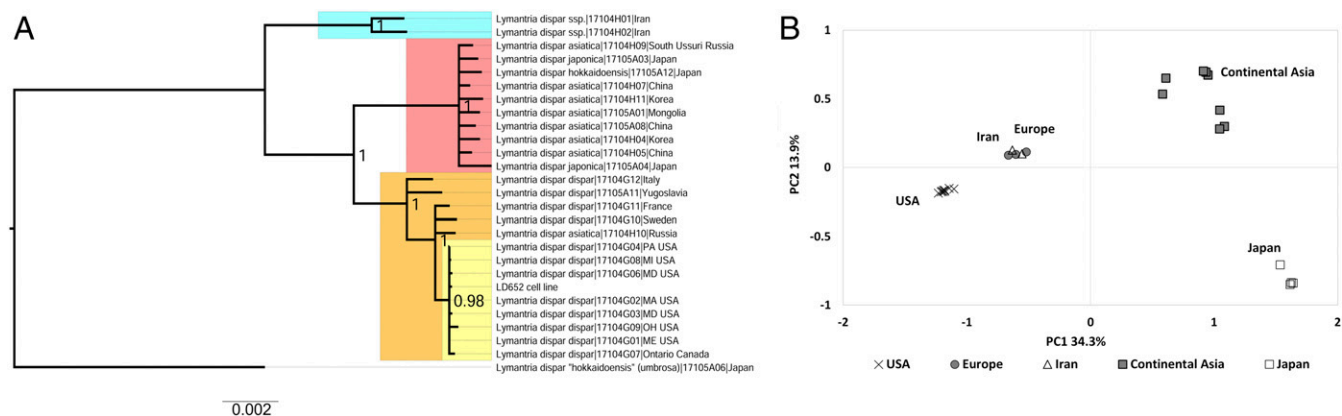 A
Lymantria dispar ssp.|17104H01|Iran
Lymantria dispar ssp.|17104H02|Iran
Lymantria dispar asiatica|17104H09|South Ussuri Russia
Lymantria dispar japonica|17105A03|Japan
Lymantria dispar hokkaidoensis|17105A12|Japan
Lymantria dispar asiatica|17104H07|China
Lymantria dispar asiatica|17104H11|Korea
Lymantria dispar asiatica|17105A01|Mongolia
Lymantria dispar asiatica|17105A08|China
Lymantria dispar asiatica|17104H04|Korea
Lymantria dispar asiatica|17104H05|China
Lymantria dispar japonica|17105A04|Japan
Lymantria dispar dispar|17104G12|Italy
Lymantria dispar dispar|17105A11|Yugoslavia
Lymantria dispar dispar|17104G11|France
Lymantria dispar dispar|17104G10|Sweden
Lymantria dispar asiatica|17104H10|Russia
Lymantria dispar dispar|17104G04|PA USA
Lymantria dispar dispar|17104G08|MI USA
Lymantria dispar dispar|17104G06|MD USA
LD652 cell line
Lymantria dispar dispar|17104G02|MA USA
Lymantria dispar dispar|17104G03|MD USA
Lymantria dispar dispar|17104G09|OH USA
Lymantria dispar dispar|17104G01|ME USA
Lymantria dispar dispar|17104G07|Ontario Canada
Lymantria dispar "hokkaidoensis" (umbrosa)|17105A06|Japan
1
1
1
1
1
0.98
0.002
B
1
0.5
0
-0.5
-1
PC2 13.9%
Continental Asia
Europe
Iran
USA
Japan
-2
-1
0
1
2
PC1 34.3%
USA
Europe
Iran
Continental Asia
Japan